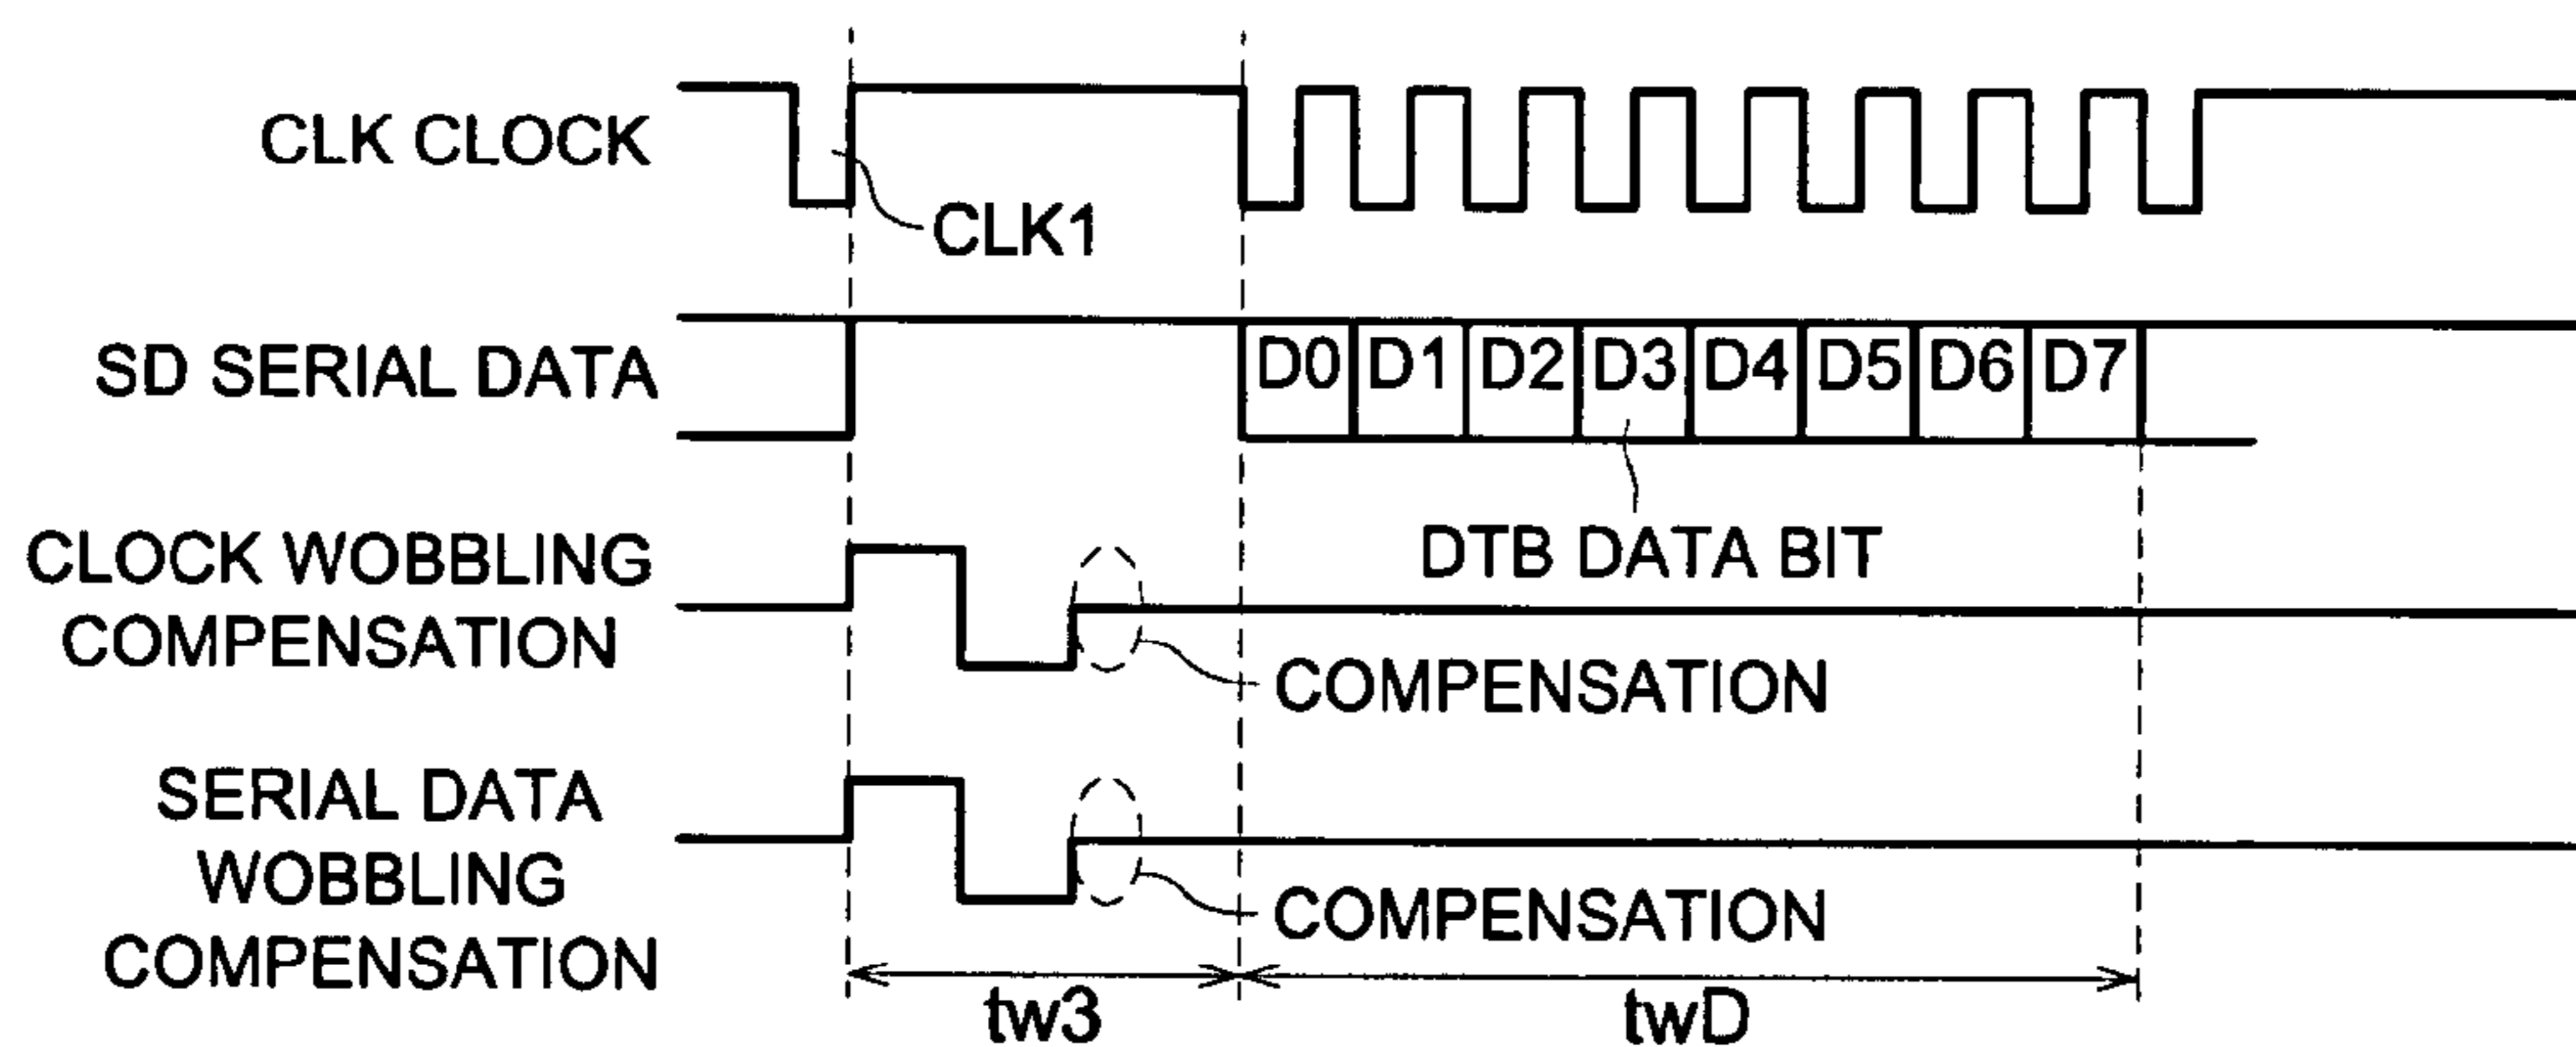 CLK CLOCK
CLK1
SD SERIAL DATA
D0 D1 D2 D3 D4 D5 D6 D7
DTB DATA BIT
CLOCK WOBBLING
COMPENSATION
COMPENSATION
SERIAL DATA
WOBBLING
COMPENSATION
COMPENSATION
tw3
twD